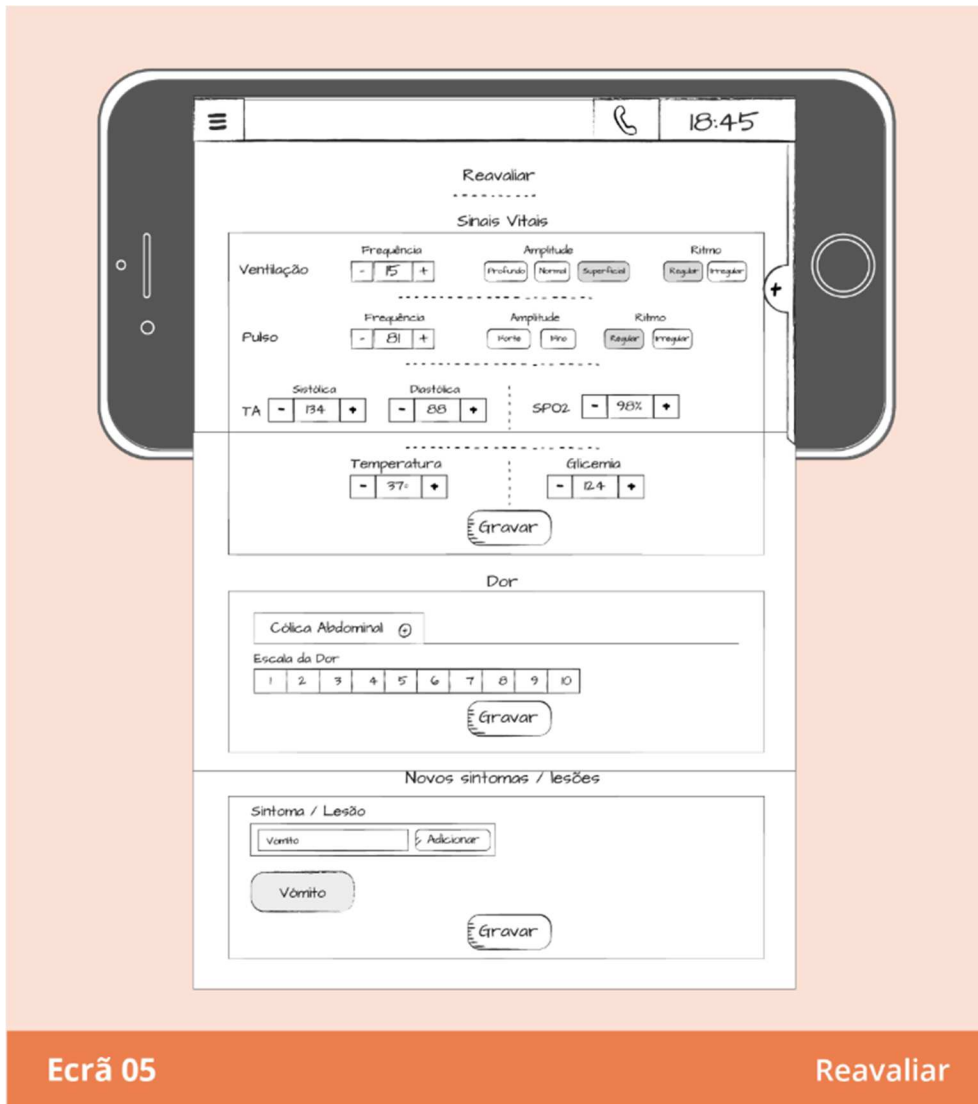 18:45
Reavaliar
Sinais Vitais
Frequência Amplitude Ritmo
Ventilação - 15 + Profundo Normal Superficial Regular Irregular
Frequência Amplitude Ritmo
Pulso - 81 + Forte Fino Regular Irregular
Sistólica Diastólica
TA - 134 + - 88 + SPO2 - 98% +
Temperatura Glicemia
- 37º + - 124 +
Gravar
Dor
Cólica Abdominal +
Escala da Dor
1 2 3 4 5 6 7 8 9 10
Gravar
Novos sintomas / lesões
Sintoma / Lesão
Vomito Adicionar
Vómito
Gravar
Ecrã 05 Reavaliar